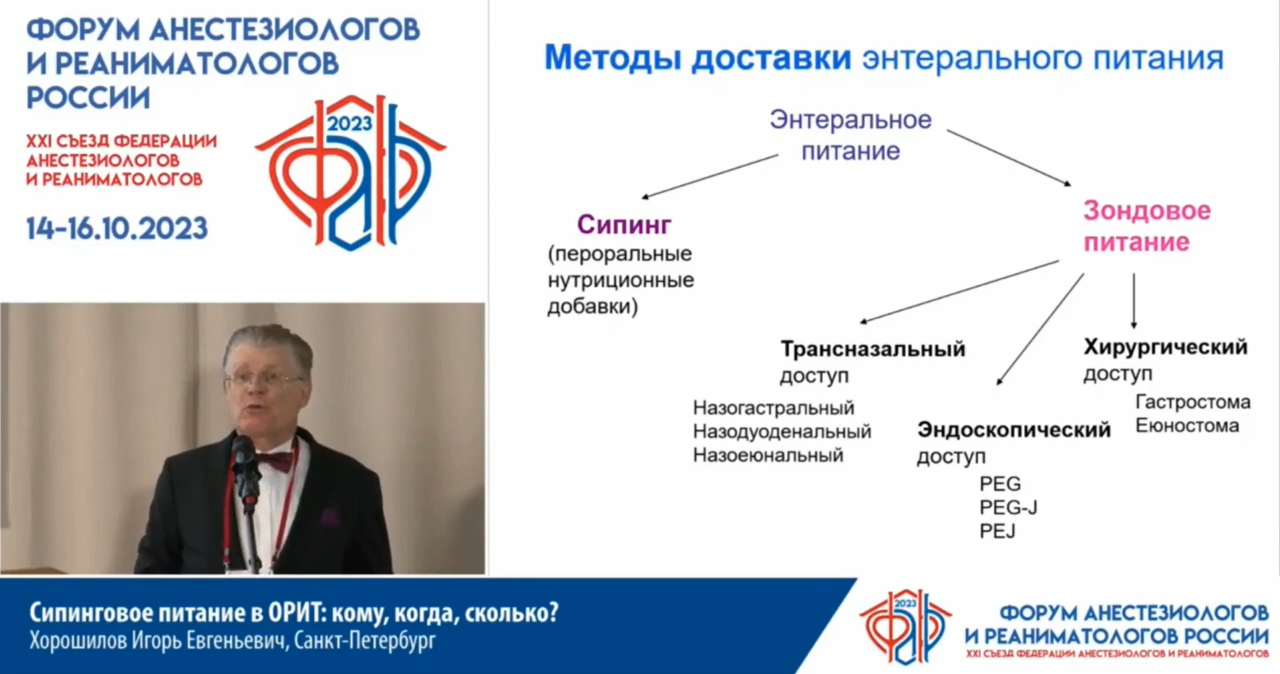 ФОРУМ АНЕСТЕЗИОЛОГОВ
И РЕАНИМАТОЛОГОВ
РОССИИ
XXI СЪЕЗД ФЕДЕРАЦИИ
АНЕСТЕЗИОЛОГОВ
И РЕАНИМАТОЛОГОВ
14-16.10.2023
2023
ФАР
Методы доставки энтерального питания
Энтеральное
питание
Сипинг
(пероральные
нутриционные
добавки)
Зондовое
питание
Трансназальный
доступ
Назогастральный
Назодуоденальный
Назоеюнальный
Эндоскопический
доступ
PEG
PEG-J
PEJ
Хирургический
доступ
Гастростома
Еюностома
Сипинговое питание в ОРИТ: кому, когда, сколько?
Хорошилов Игорь Евгеньевич, Санкт-Петербург
2023
ФАР
ФОРУМ АНЕСТЕЗИОЛОГОВ
И РЕАНИМАТОЛОГОВ РОССИИ
XXI СЪЕЗД ФЕДЕРАЦИИ АНЕСТЕЗИОЛОГОВ И РЕАНИМАТОЛОГОВ